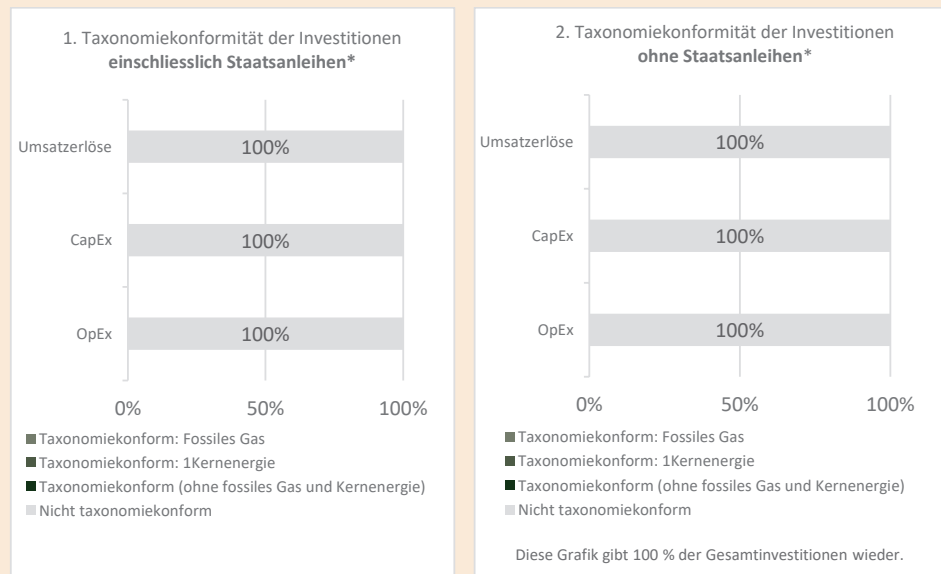 1. Taxonomiekonformität der Investitionen
einschliesslich Staatsanleihen*
Umsatzerlöse
100%
CapEx
100%
OpEx
100%
0%
50%
100%
Taxonomiekonform: Fossiles Gas
Taxonomiekonform: 1Kernenergie
Taxonomiekonform (ohne fossiles Gas und Kernenergie)
Nicht taxonomiekonform
2. Taxonomiekonformität der Investitionen
ohne Staatsanleihen*
Umsatzerlöse
100%
CapEx
100%
OpEx
100%
0%
50%
100%
Taxonomiekonform: Fossiles Gas
Taxonomiekonform: 1Kernenergie
Taxonomiekonform (ohne fossiles Gas und Kernenergie)
Nicht taxonomiekonform
Diese Grafik gibt 100 % der Gesamtinvestitionen wieder.